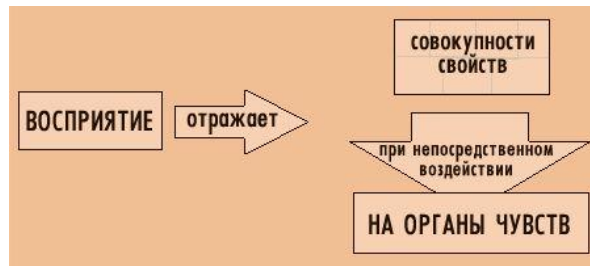 ВОСПРИЯТИЕ
отражает
совокупности
свойств
при непосредственном
воздействии
НА ОРГАНЫ ЧУВСТВ